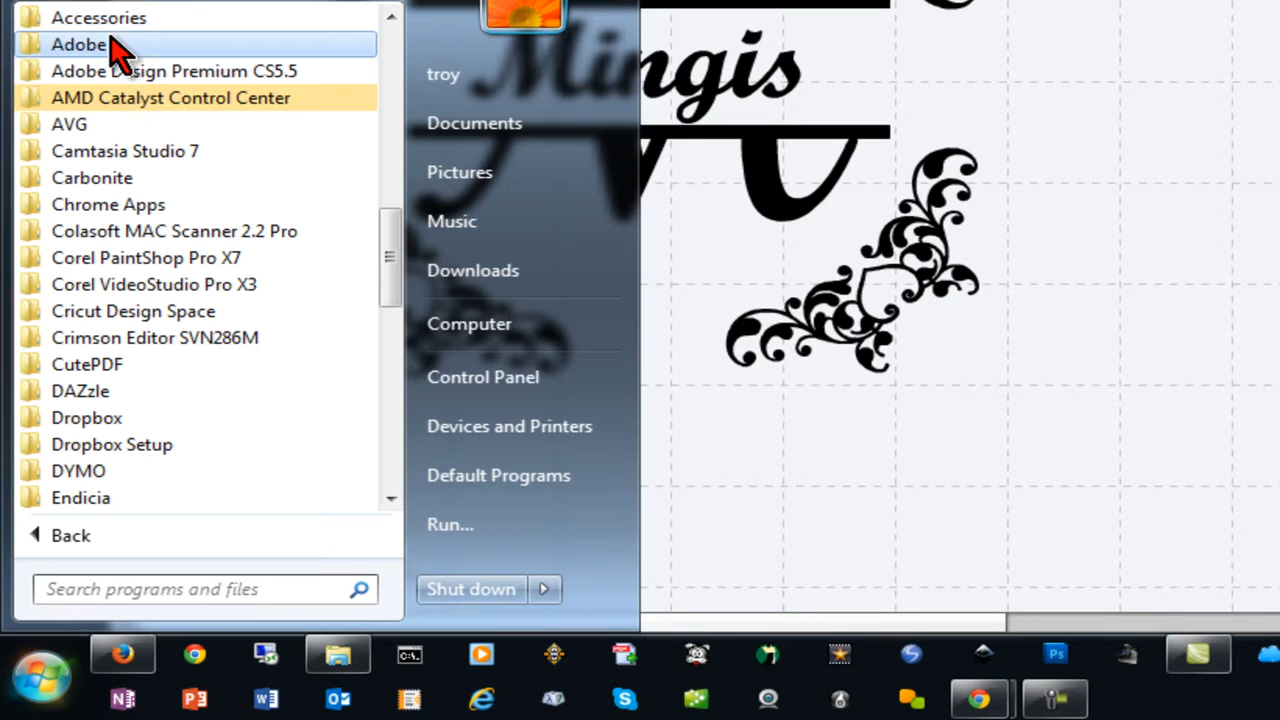 Accessories
Adobe
Adobe Design Premium CS5.5
AMD Catalyst Control Center
AVG
Camtasia Studio 7
Carbonite
Chrome Apps
Colasoft MAC Scanner 2.2 Pro
Corel PaintShop Pro X7
Corel VideoStudio Pro X3
Cricut Design Space
Crimson Editor SVN286M
CutePDF
DAZzle
Dropbox
Dropbox Setup
DYMO
Endicia
Back
Search programs and files
troy
Documents
Pictures
Music
Downloads
Computer
Control Panel
Devices and Printers
Default Programs
Run...
Shut down
Mingis
C:\_
Ps